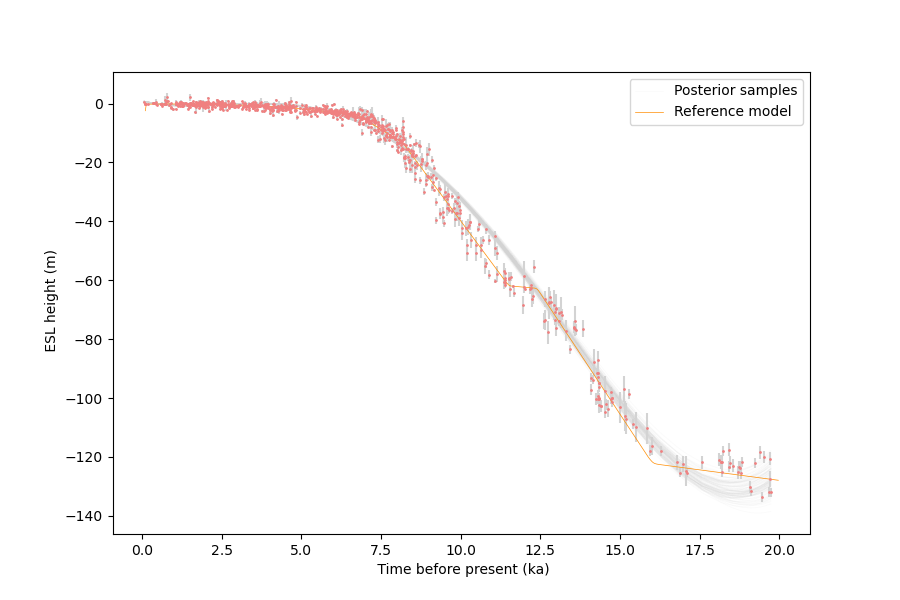 Posterior samples
Reference model
0
−20
−40
−60
−80
−100
−120
−140
ESL height (m)
0.0 2.5 5.0 7.5 10.0 12.5 15.0 17.5 20.0
Time before present (ka)